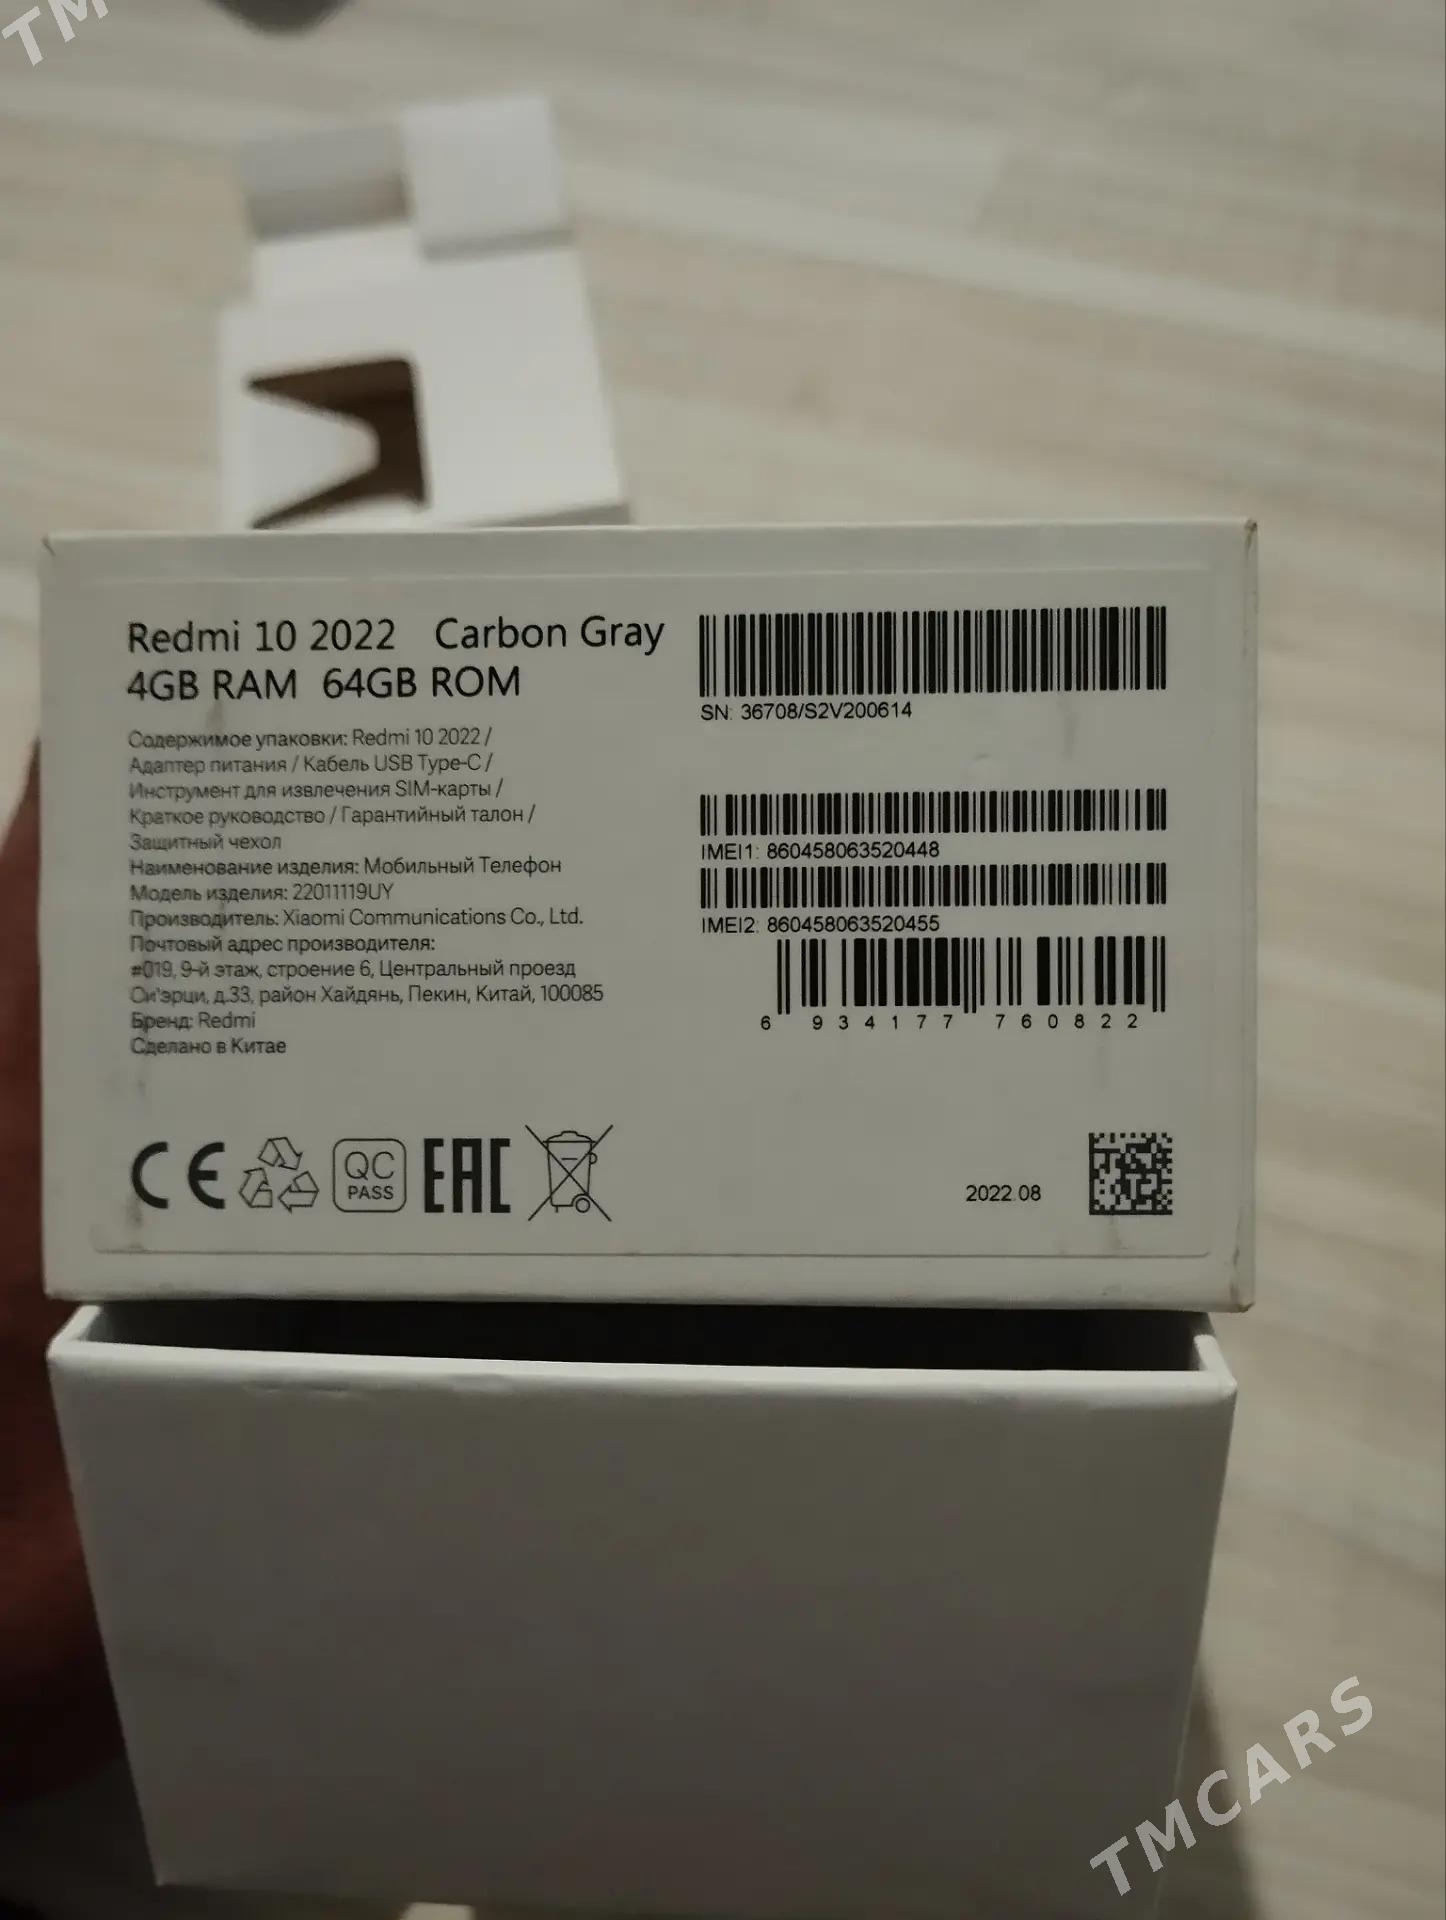 TM
Redmi 10 2022 Carbon Gray
4GB RAM 64GB ROM
Содержимое упаковки: Redmi 10 2022 /
Адаптер питания / Кабель USB Type-C /
Инструмент для извлечения SIM-карты /
Краткое руководство / Гарантийный талон /
Защитный чехол
Наименование изделия: Мобильный Телефон
Модель изделия: 22011119UY
Производитель: Xiaomi Communications Co., Ltd.
Почтовый адрес производителя:
#019, 9-й этаж, строение 6, Центральный проезд
Си'эрци, д.33, район Хайдянь, Пекин, Китай, 100085
Бренд: Redmi
Сделано в Китае
SN: 36708/S2V200614
IMEI1: 860458063520448
IMEI2: 860458063520455
6 934177 760822
CE
QC
PASS
EAC
2022.08
TMCARS